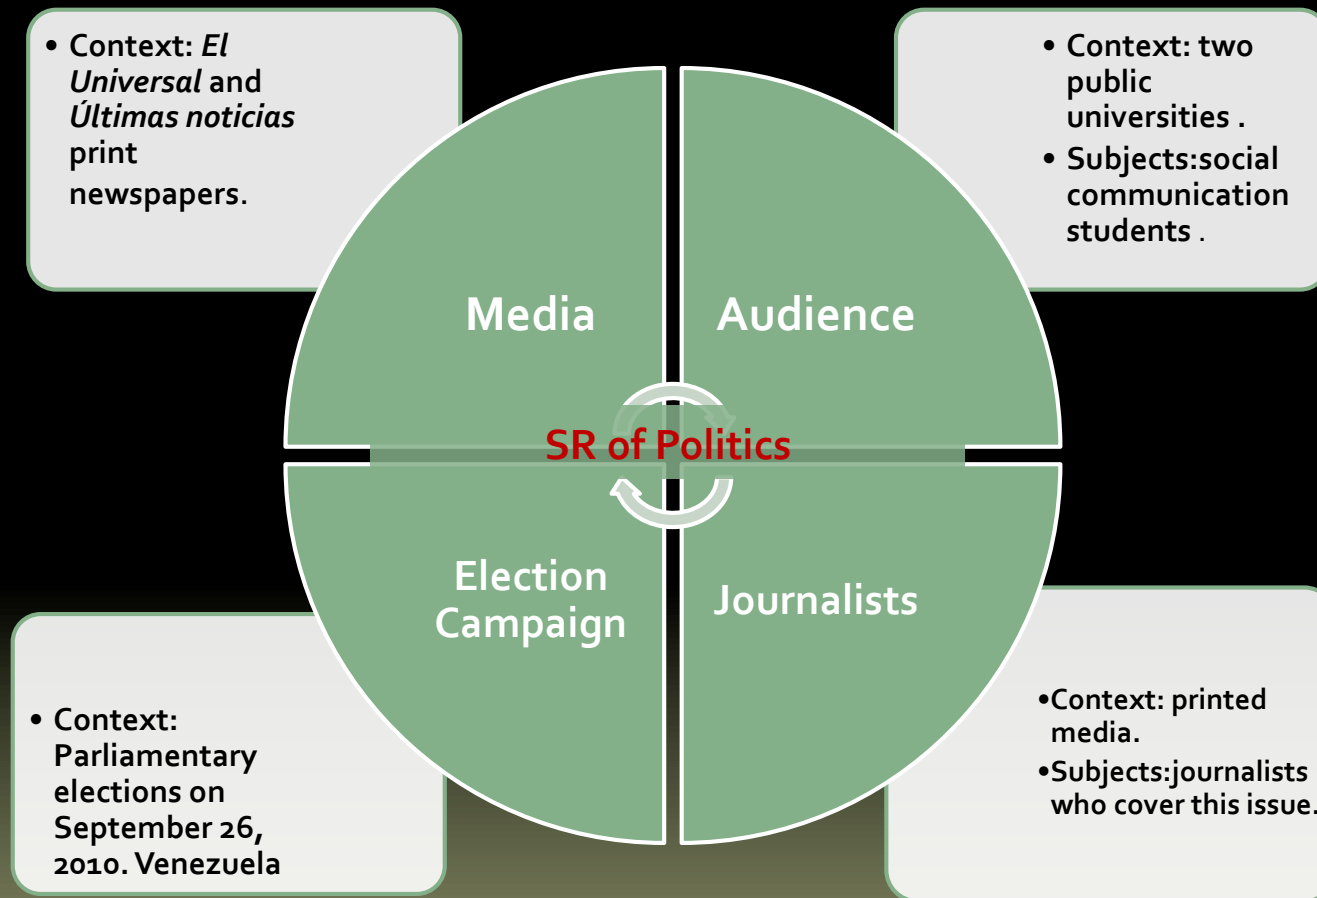 • Context: El
Universal and
Últimas noticias
print
newspapers.
• Context: two
public
universities .
• Subjects:social
communication
students .
Media
Audience
SR of Politics
Election
Campaign
Journalists
• Context:
Parliamentary
elections on
September 26,
2010. Venezuela
•Context: printed
media.
•Subjects:journalists
who cover this issue.